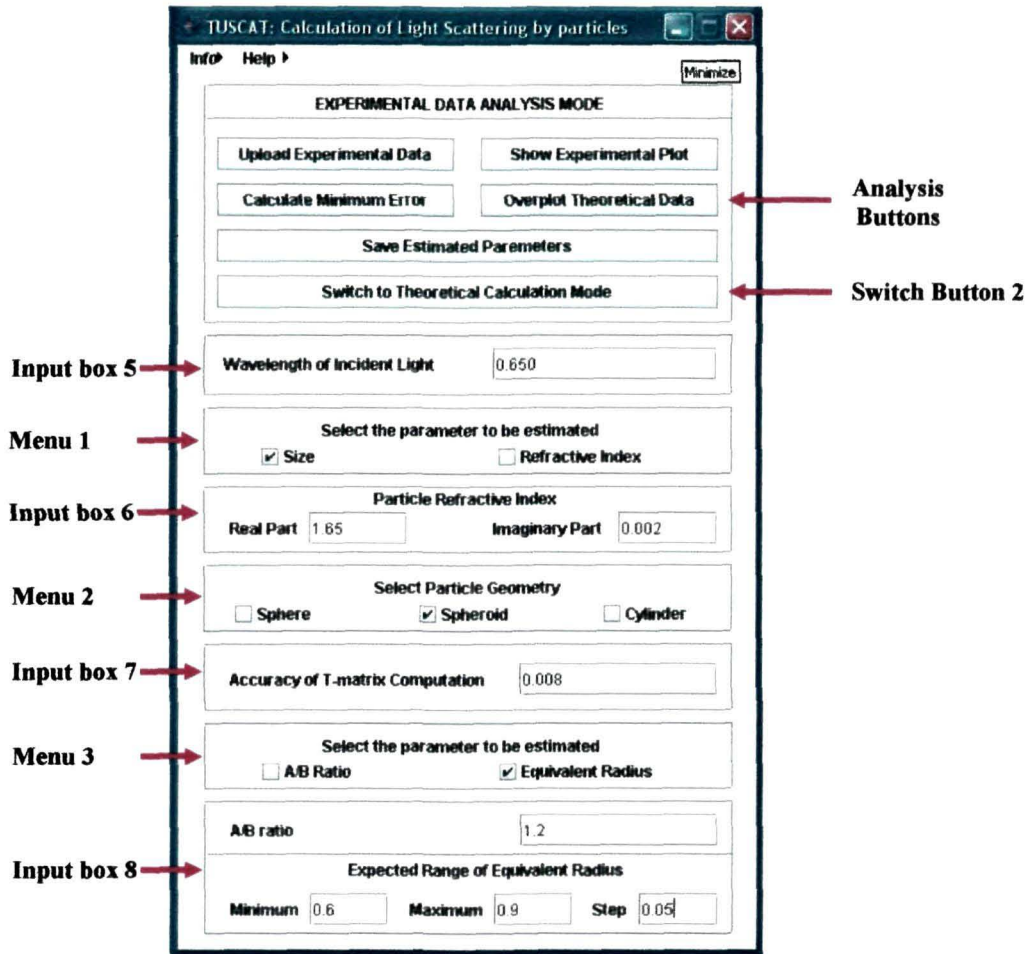 TUSCAT: Calculation of Light Scattering by particles
Info Help
Minimize
EXPERIMENTAL DATA ANALYSIS MODE
Upload Experimental Data Show Experimental Plot
Calculate Minimum Error Overplot Theoretical Data
Analysis
Buttons
Save Estimated Paremeters
Switch to Theoretical Calculation Mode
Switch Button 2
Input box 5
Wavelength of Incident Light 0.650
Menu 1
Select the parameter to be estimated
Size Refractive Index
Input box 6
Particle Refractive Index
Real Part 1.65 Imaginary Part 0.002
Menu 2
Select Particle Geometry
Sphere Spheroid Cylinder
Input box 7
Accuracy of T-matrix Computation 0.008
Menu 3
Select the parameter to be estimated
A/B Ratio Equivalent Radius
A/B ratio 1.2
Input box 8
Expected Range of Equivalent Radius
Minimum 0.6 Maximum 0.9 Step 0.05